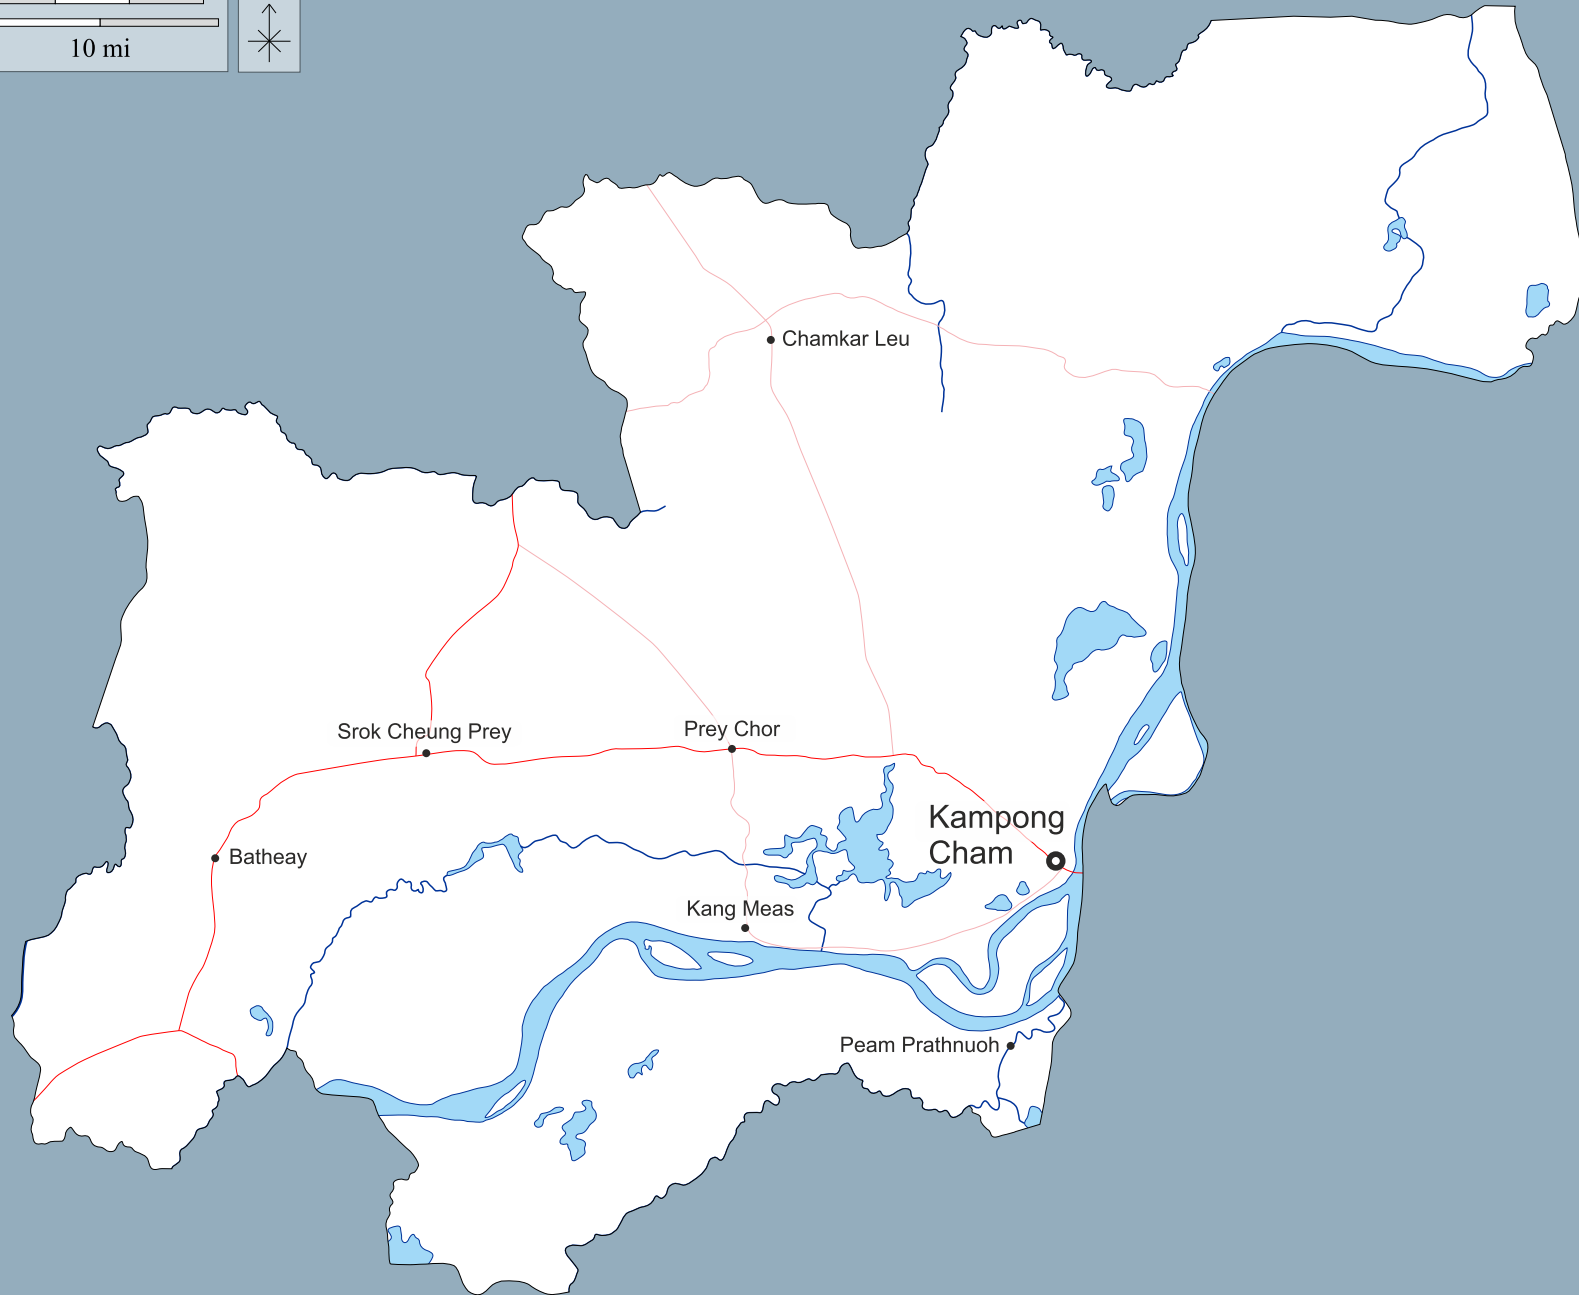 10 mi
Chamkar Leu
Srok Cheung Prey
Prey Chor
Kampong
Cham
Batheay
Kang Meas
Peam Prathnuoh